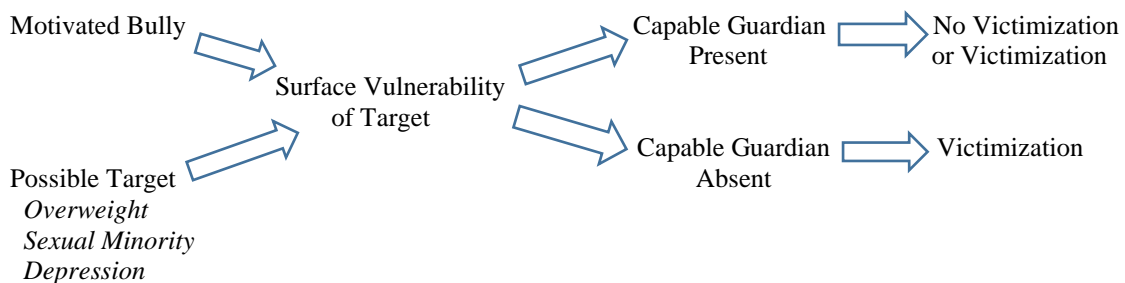 Motivated Bully
Capable Guardian
Present
No Victimization
or Victimization
Surface Vulnerability
of Target
Capable Guardian
Absent
Victimization
Possible Target
Overweight
Sexual Minority
Depression